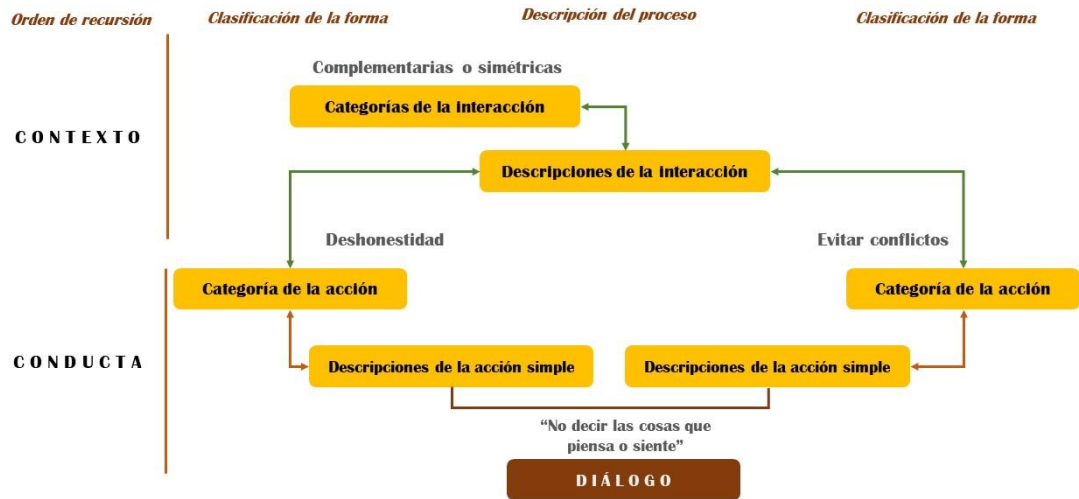 Orden de recursión
Clasificación de la forma
Descripción del proceso
Clasificación de la forma
Complementarias o simétricas
Categorías de la interacción
CONTEXTO
Descripciones de la interacción
Deshonestidad
Evitar conflictos
Categoría de la acción
Categoría de la acción
CONDUCTA
Descripciones de la acción simple
Descripciones de la acción simple
“No decir las cosas que
piensa o siente”
DIÁLOGO